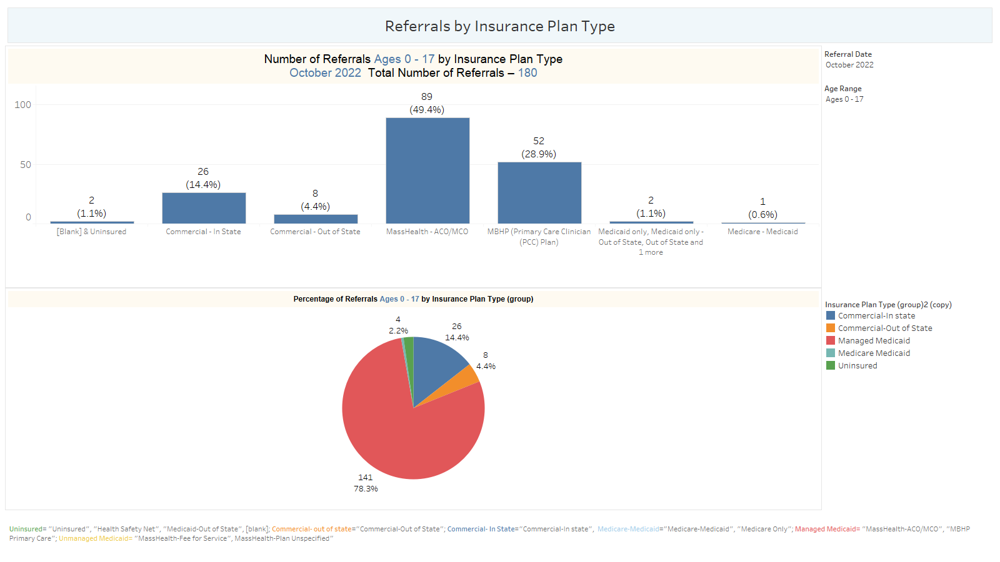 Referrals by Insurance Plan Type
Number of Referrals Ages 0 - 17 by Insurance Plan Type
October 2022 Total Number of Referrals – 180
Referral Date
October 2022
Age Range
Ages 0 - 17
100
50
0
2
(1.1%)
26
(14.4%)
8
(4.4%)
89
(49.4%)
52
(28.9%)
2
(1.1%)
1
(0.6%)
[Blank] & Uninsured
Commercial - In State
Commercial - Out of State
MassHealth - ACO/MCO
MBHP (Primary Care Clinician
(PCC) Plan)
Medicaid only, Medicaid only -
Out of State, Out of State and
1 more
Medicare - Medicaid
Percentage of Referrals Ages 0 - 17 by Insurance Plan Type (group)
4
2.2%
26
14.4%
8
4.4%
141
78.3%
Insurance Plan Type (group)2 (copy)
Commercial-In state
Commercial-Out of State
Managed Medicaid
Medicare Medicaid
Uninsured
Uninsured= "Uninsured", "Health Safety Net", "Medicaid-Out of State", [blank]; Commercial- out of state="Commercial-Out of State"; Commercial- In State="Commercial-In state", Medicare-Medicaid="Medicare-Medicaid", "Medicare Only"; Managed Medicaid= "MassHealth-ACO/MCO", "MBHP
Primary Care"; Unmanaged Medicaid= "MassHealth-Fee for Service", MassHealth-Plan Unspecified"